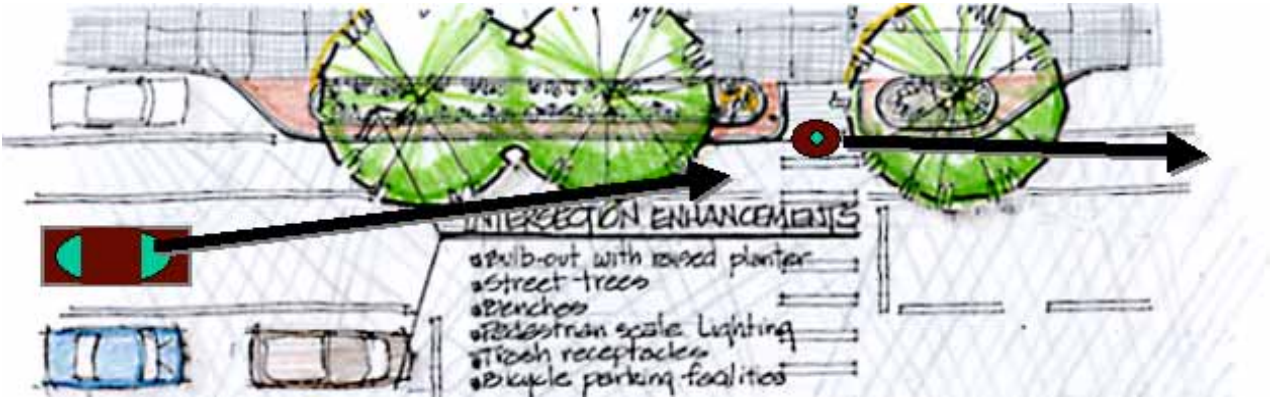 INTERSECTION ENHANCEMENTS
Bulb-out with raised planter
Street trees
Benches
Pedestrian scale Lighting
Trash receptacles
Bicycle parking facilities